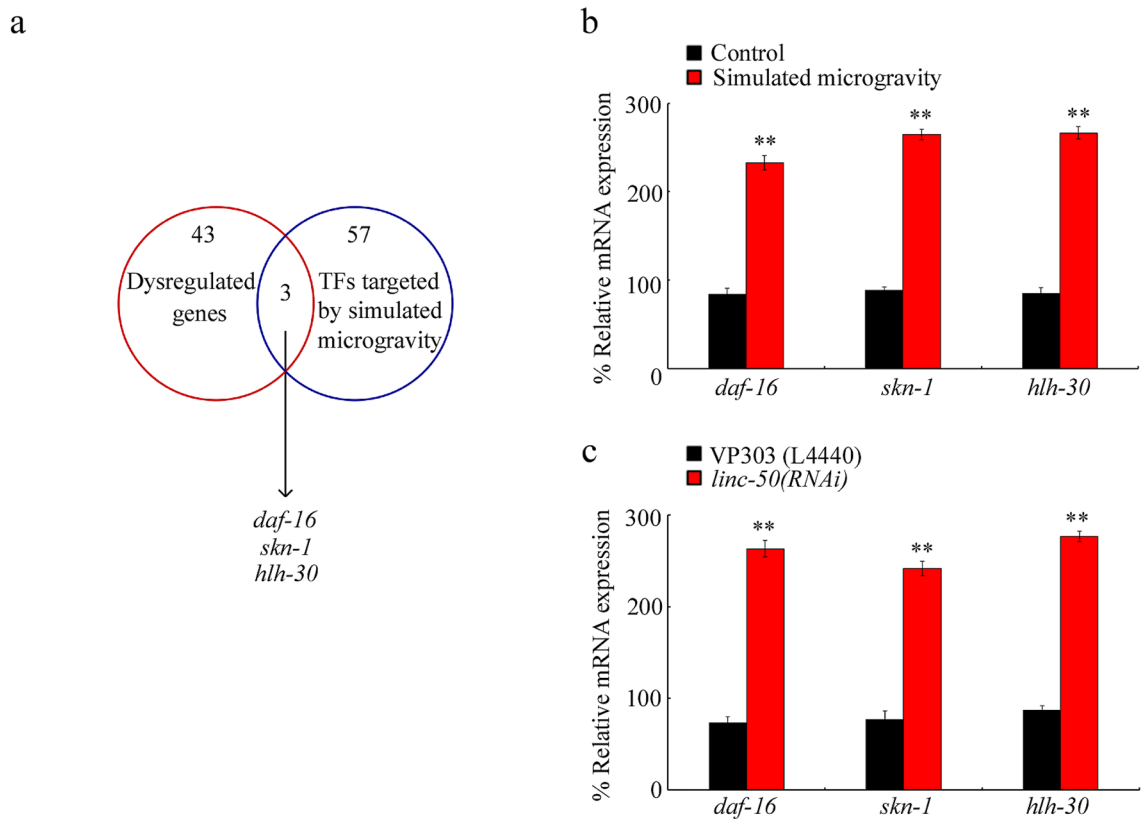 a
43
Dysregulated
genes
3
57
TFs targeted
by simulated
microgravity
daf-16
skn-1
hlh-30
b
Control
Simulated microgravity
% Relative mRNA expression
300
200
100
0
**
**
**
daf-16
skn-1
hlh-30
c
VP303 (L4440)
linc-50(RNAi)
% Relative mRNA expression
300
200
100
0
**
**
**
daf-16
skn-1
hlh-30